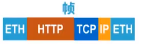 帧
ETH HTTP TCP IP ETH